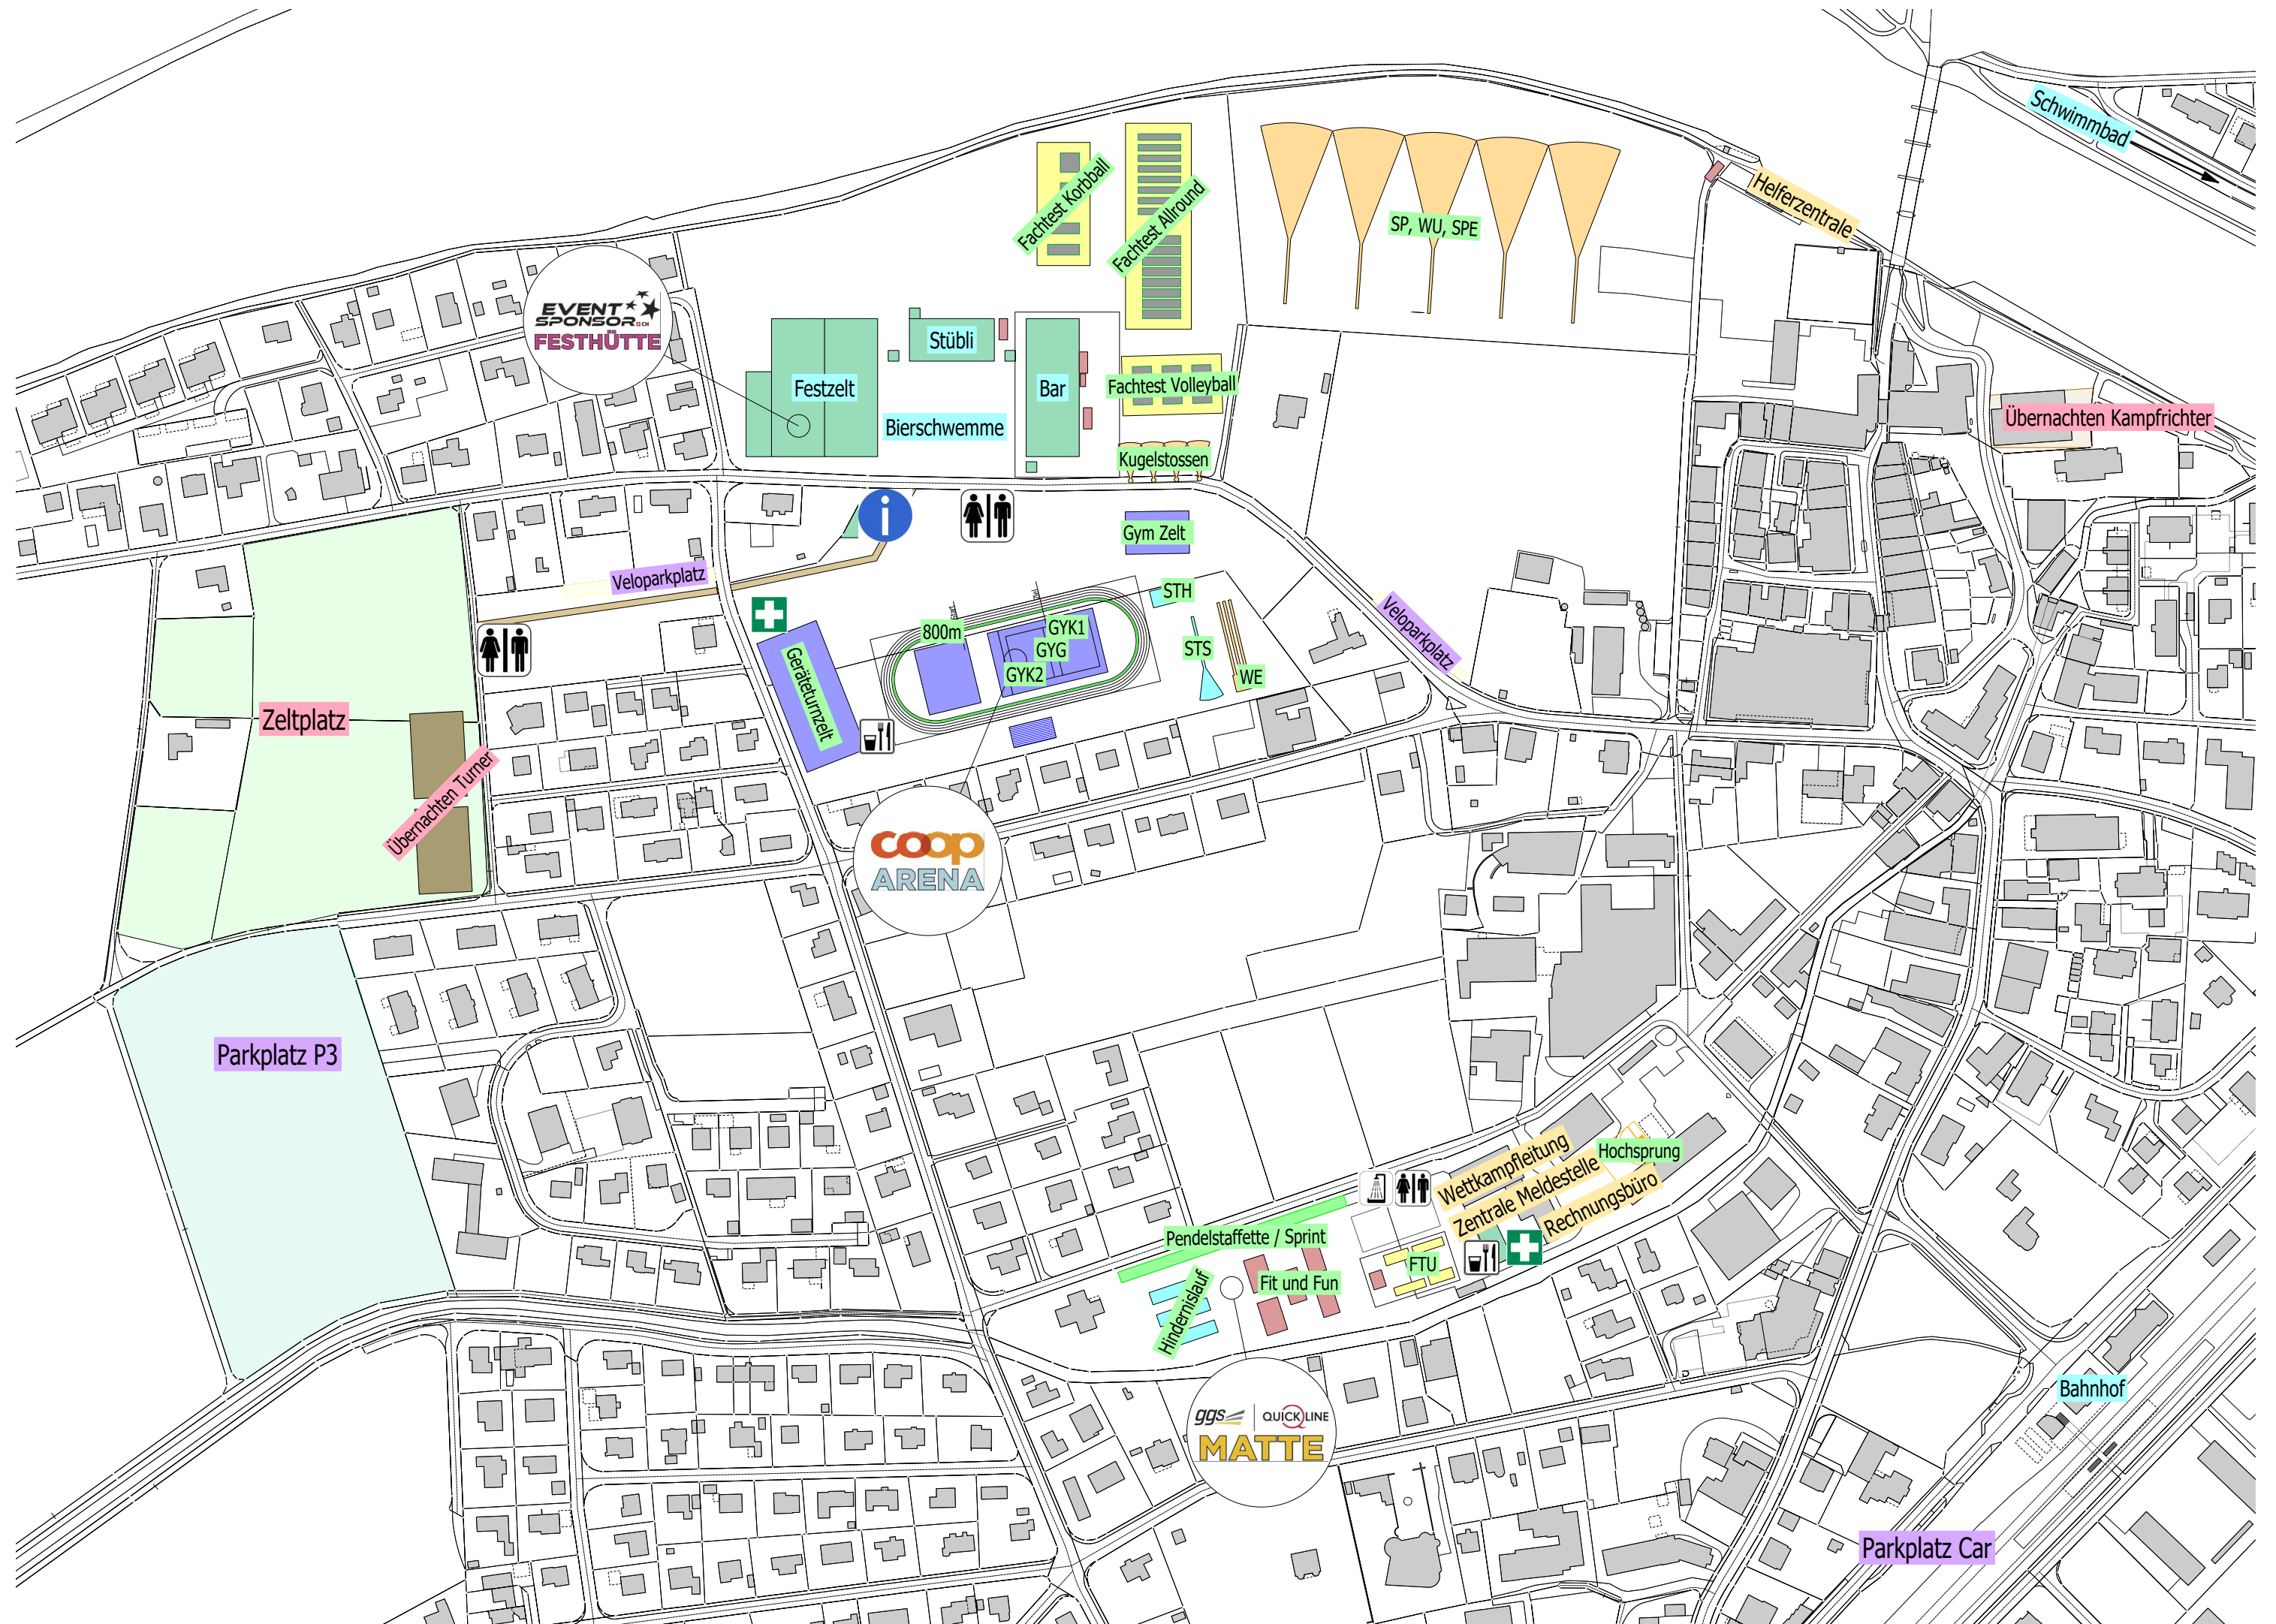 Schwimmbad
Helferzentrale
Fachtest Korbball
Fachtest Allround
SP, WU, SPE
EVENT
SPONSOR.CH
FESTHÜTTE
Stübli
Festzelt
Bar
Fachtest Volleyball
Bierschwemme
Kugelstossen
Übernachten Kampfrichter
i
Gym Zelt
Veloparkplatz
STH
800m
GYK1
GYG
GYK2
STS
WE
Veloparkplatz
Geräteturnzelt
Zeltplatz
Übernachten Turner
coop
ARENA
Parkplatz P3
Wettkampfleitung
Hochsprung
Zentrale Meldestelle
Rechnungsbüro
Pendelstaffette / Sprint
FTU
Fit und Fun
Hindernislauf
ggs QUICKLINE
MATTE
Bahnhof
Parkplatz Car